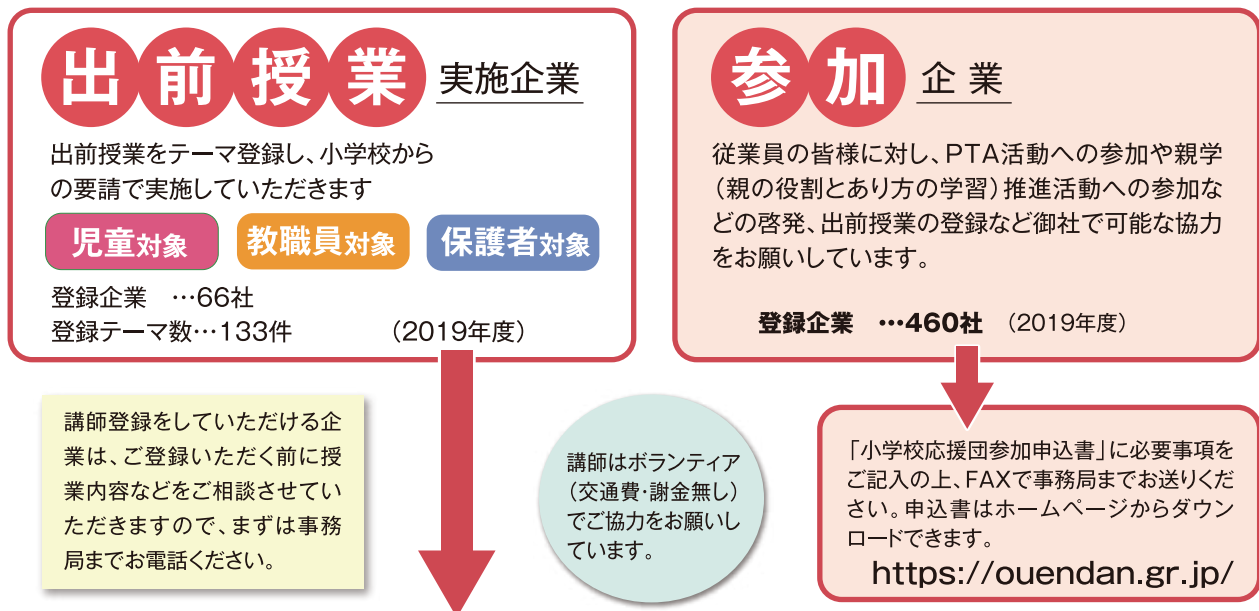 出前授業 実施企業
出前授業をテーマ登録し、小学校から
の要請で実施していただきます
児童対象 教職員対象 保護者対象
登録企業 …66社
登録テーマ数…133件 (2019年度)
参加 企業
従業員の皆様に対し、PTA活動への参加や親学
(親の役割とあり方の学習)推進活動への参加な
どの啓発、出前授業の登録など御社で可能な協力
をお願いしています。
登録企業 …460社 (2019年度)
講師登録をしていただける企
業は、ご登録いただく前に授
業内容などをご相談させてい
ただきますので、まずは事務
局までお電話ください。
講師はボランティア
(交通費・謝金無し)
でご協力をお願いし
ています。
「小学校応援団参加申込書」に必要事項を
ご記入の上、FAXで事務局までお送りくだ
さい。申込書はホームページからダウン
ロードできます。
https://ouendan.gr.jp/